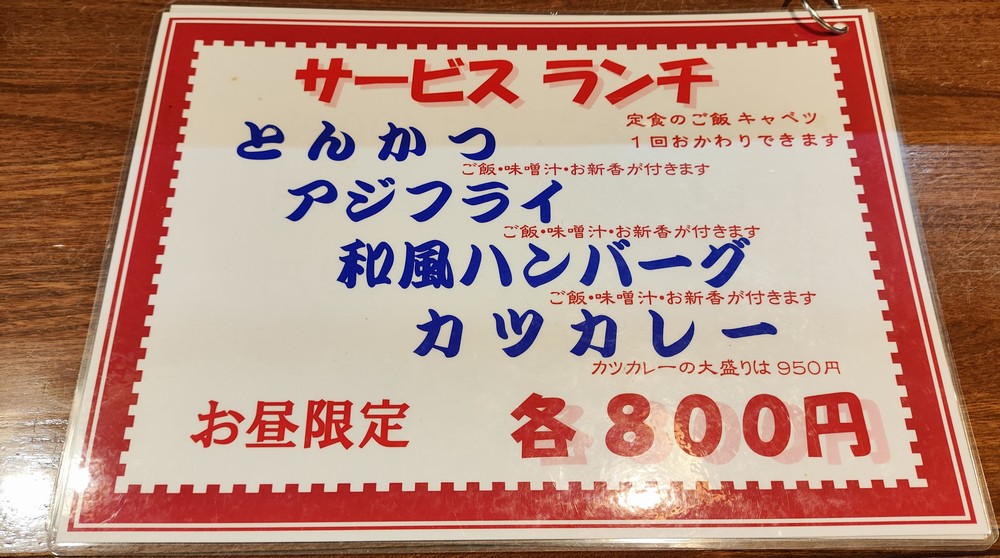 サービス ランチ
定食のご飯 キャベツ
1回おかわりできます
とんかつ
ご飯・味噌汁・お新香が付きます
アジフライ
ご飯・味噌汁・お新香が付きます
和風ハンバーグ
ご飯・味噌汁・お新香が付きます
カツカレー
カツカレーの大盛りは950円
お昼限定 各800円